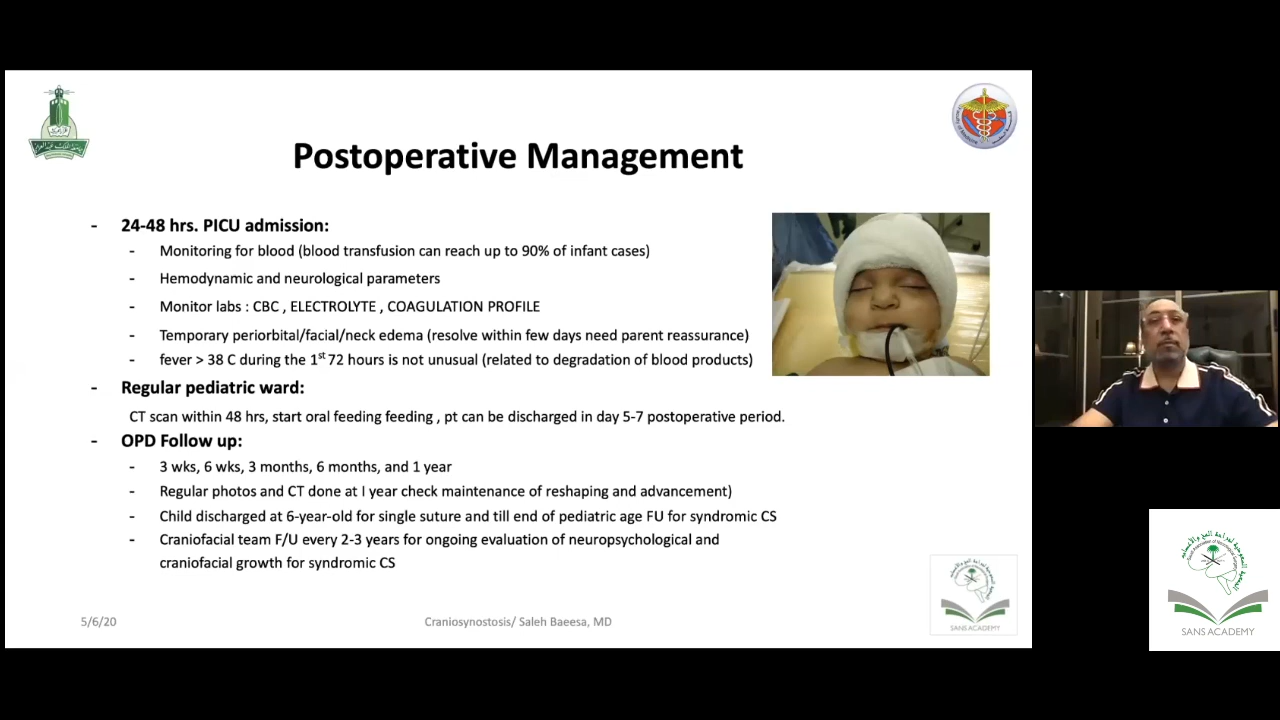 Postoperative Management
- 24-48 hrs. PICU admission:
- Monitoring for blood (blood transfusion can reach up to 90% of infant cases)
- Hemodynamic and neurological parameters
- Monitor labs : CBC , ELECTROLYTE , COAGULATION PROFILE
- Temporary periorbital/facial/neck edema (resolve within few days need parent reassurance)
- fever > 38 C during the 1st 72 hours is not unusual (related to degradation of blood products)
- Regular pediatric ward:
CT scan within 48 hrs, start oral feeding feeding , pt can be discharged in day 5-7 postoperative period.
- OPD Follow up:
- 3 wks, 6 wks, 3 months, 6 months, and 1 year
- Regular photos and CT done at I year check maintenance of reshaping and advancement)
- Child discharged at 6-year-old for single suture and till end of pediatric age FU for syndromic CS
- Craniofacial team F/U every 2-3 years for ongoing evaluation of neuropsychological and
craniofacial growth for syndromic CS
5/6/20
Craniosynostosis/ Saleh Baeesa, MD
SANS ACADEMY
SANS ACADEMY